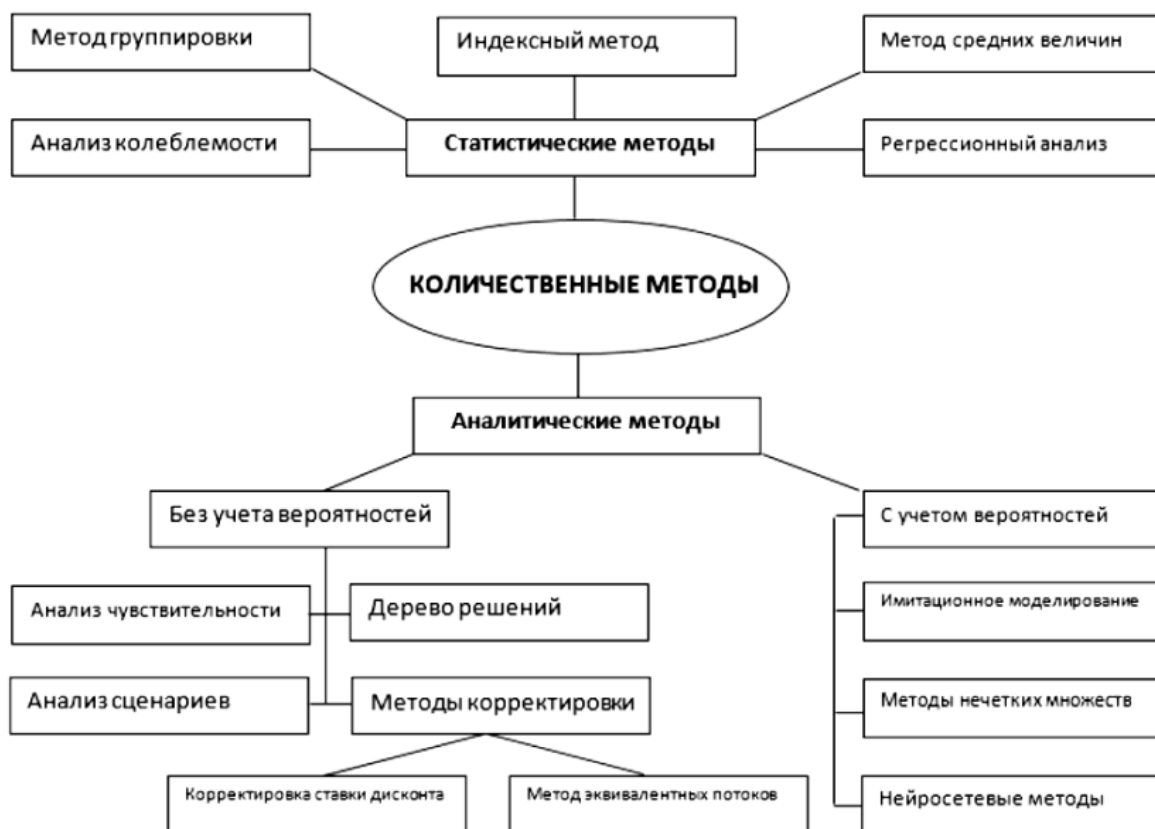 Метод группировки
Индексный метод
Метод средних величин
Анализ колеблемости
Статистические методы
Регрессионный анализ
КОЛИЧЕСТВЕННЫЕ МЕТОДЫ
Аналитические методы
Без учета вероятностей
С учетом вероятностей
Анализ чувствительности
Дерево решений
Имитационное моделирование
Анализ сценариев
Методы корректировки
Методы нечетких множеств
Корректировка ставки дисконта
Метод эквивалентных потоков
Нейросетевые методы